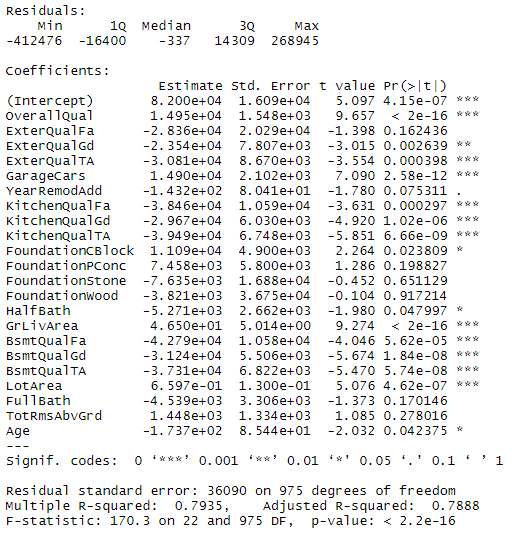 Residuals:
    Min      1Q  Median      3Q     Max
-412476  -16400    -337   14309  268945

Coefficients:
                   Estimate Std. Error t value Pr(>|t|)
(Intercept)       8.200e+04  1.609e+04   5.097 4.15e-07 ***
OverallQual       1.495e+04  1.548e+03   9.657  < 2e-16 ***
ExterQualFa      -2.836e+04  2.029e+04  -1.398 0.162436
ExterQualGd      -2.354e+04  7.807e+03  -3.015 0.002639 **
ExterQualTA      -3.081e+04  8.670e+03  -3.554 0.000398 ***
GarageCars        1.490e+04  2.102e+03   7.090 2.58e-12 ***
YearRemodAdd     -1.432e+02  8.041e+01  -1.780 0.075311 .
KitchenQualFa    -3.846e+04  1.059e+04  -3.631 0.000297 ***
KitchenQualGd    -2.967e+04  6.030e+03  -4.920 1.02e-06 ***
KitchenQualTA    -3.949e+04  6.748e+03  -5.851 6.66e-09 ***
FoundationCBlock  1.109e+04  4.900e+03   2.264 0.023809 *
FoundationPConc   7.458e+03  5.800e+03   1.286 0.198827
FoundationStone  -7.635e+03  1.688e+04  -0.452 0.651129
FoundationWood   -3.821e+03  3.675e+04  -0.104 0.917214
HalfBath         -5.271e+03  2.662e+03  -1.980 0.047997 *
GrLivArea         4.650e+01  5.014e+00   9.274  < 2e-16 ***
BsmtQualFa       -4.279e+04  1.058e+04  -4.046 5.62e-05 ***
BsmtQualGd       -3.124e+04  5.506e+03  -5.674 1.84e-08 ***
BsmtQualTA       -3.731e+04  6.822e+03  -5.470 5.74e-08 ***
LotArea           6.597e-01  1.300e-01   5.076 4.62e-07 ***
FullBath         -4.539e+03  3.306e+03  -1.373 0.170146
TotRmsAbvGrd      1.448e+03  1.334e+03   1.085 0.278016
Age              -1.737e+02  8.544e+01  -2.032 0.042375 *
---
Signif. codes:  0 ‘***’ 0.001 ‘**’ 0.01 ‘*’ 0.05 ‘.’ 0.1 ‘ ’ 1

Residual standard error: 36090 on 975 degrees of freedom
Multiple R-squared:  0.7935,	Adjusted R-squared:  0.7888
F-statistic: 170.3 on 22 and 975 DF,  p-value: < 2.2e-16